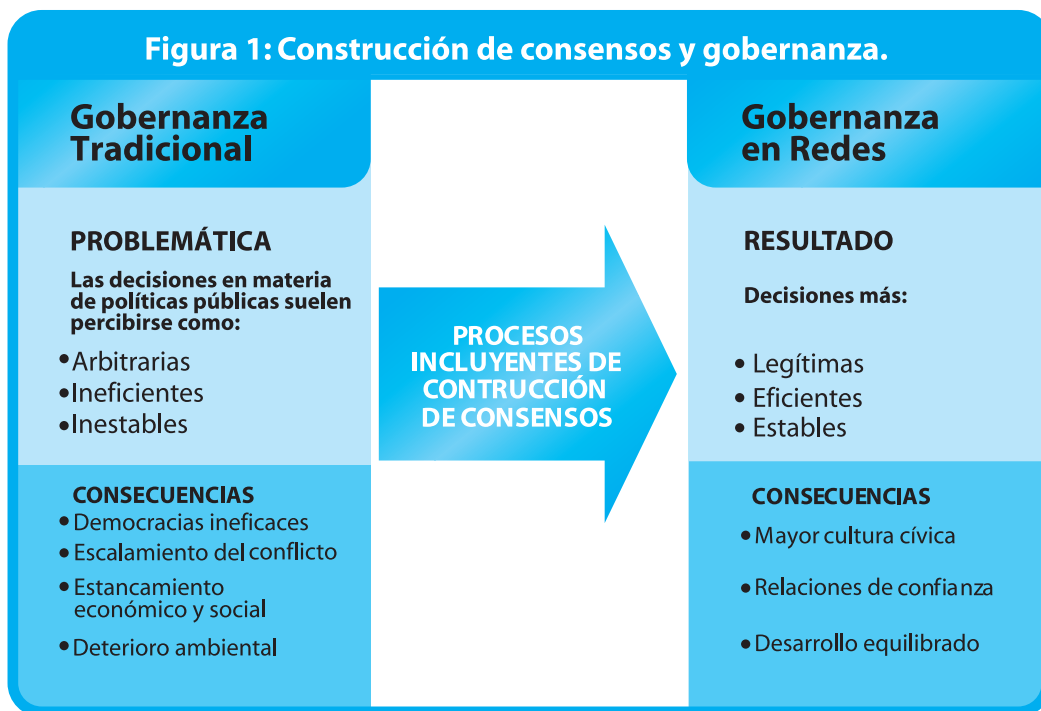 Figura 1: Construcción de consensos y gobernanza.
Gobernanza
Tradicional
PROBLEMÁTICA
Las decisiones en materia
de políticas públicas suelen
percibirse como:
•Arbitrarias
•Ineficientes
•Inestables
CONSECUENCIAS
•Democracias ineficaces
•Escalamiento del conflicto
•Estancamiento
económico y social
•Deterioro ambiental
PROCESOS
INCLUYENTES DE
CONTRUCCIÓN
DE CONSENSOS
Gobernanza
en Redes
RESULTADO
Decisiones más:
• Legítimas
• Eficientes
• Estables
CONSECUENCIAS
•Mayor cultura cívica
•Relaciones de confianza
•Desarrollo equilibrado